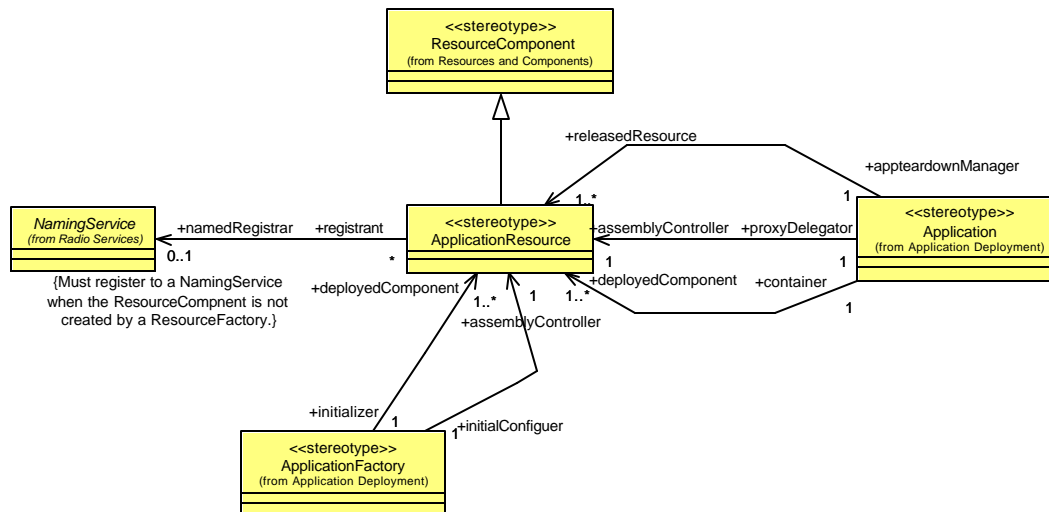 <<stereotype>>
ResourceComponent
(from Resources and Components)
+releasedResource
+appteardownManager
1..*
1
NamingService
(from Radio Services)
+namedRegistrar
+registrant
0..1
*
<<stereotype>>
ApplicationResource
+assemblyController
+proxyDelegator
1
1
<<stereotype>>
Application
(from Application Deployment)
{Must register to a NamingService
when the ResourceCompnent is not
created by a ResourceFactory.}
+deployedComponent
1..*
1
+assemblyController
1..*
+deployedComponent
+container
1
+initializer
1
1
+initialConfiguer
<<stereotype>>
ApplicationFactory
(from Application Deployment)